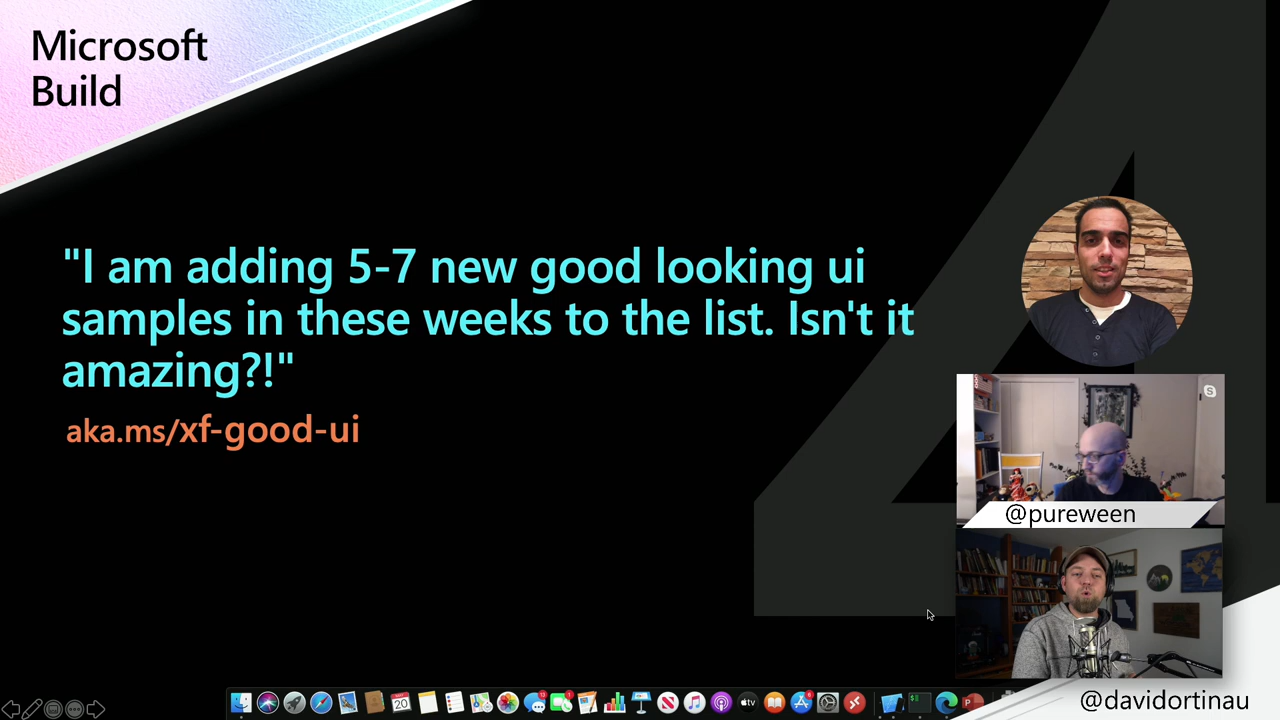 Microsoft
Build
"I am adding 5-7 new good looking ui
samples in these weeks to the list. Isn't it
amazing?!"
aka.ms/xf-good-ui
@pureween
@davidortinau